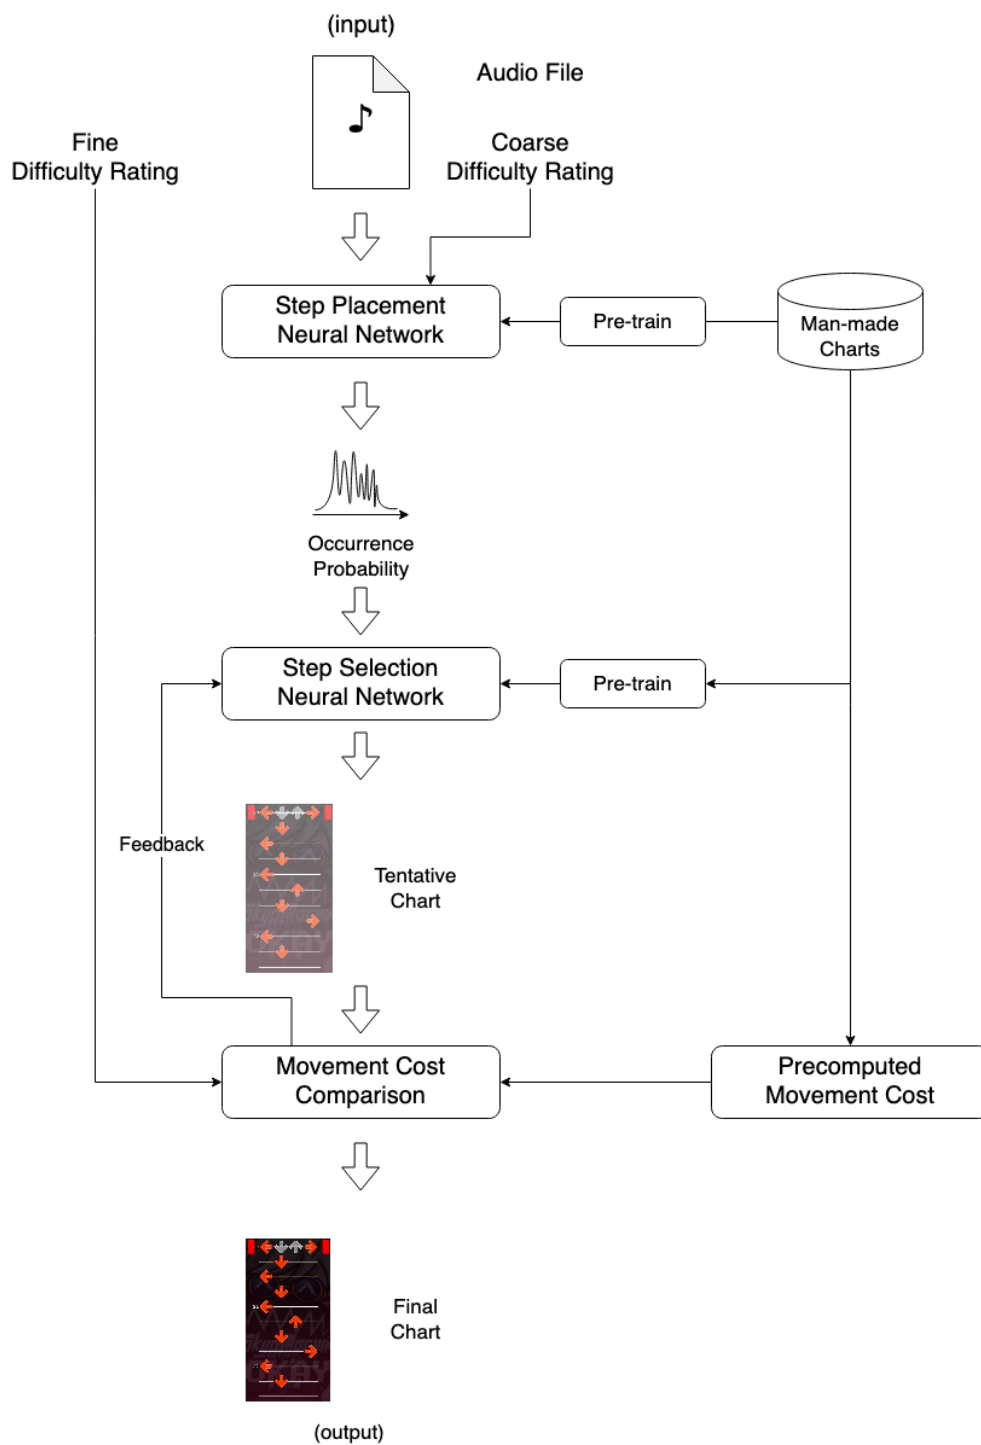 (input)
Audio File
Fine
Difficulty Rating
Coarse
Difficulty Rating
Step Placement
Neural Network
Pre-train
Man-made
Charts
Occurrence
Probability
Step Selection
Neural Network
Pre-train
Feedback
Tentative
Chart
Movement Cost
Comparison
Precomputed
Movement Cost
Final
Chart
(output)